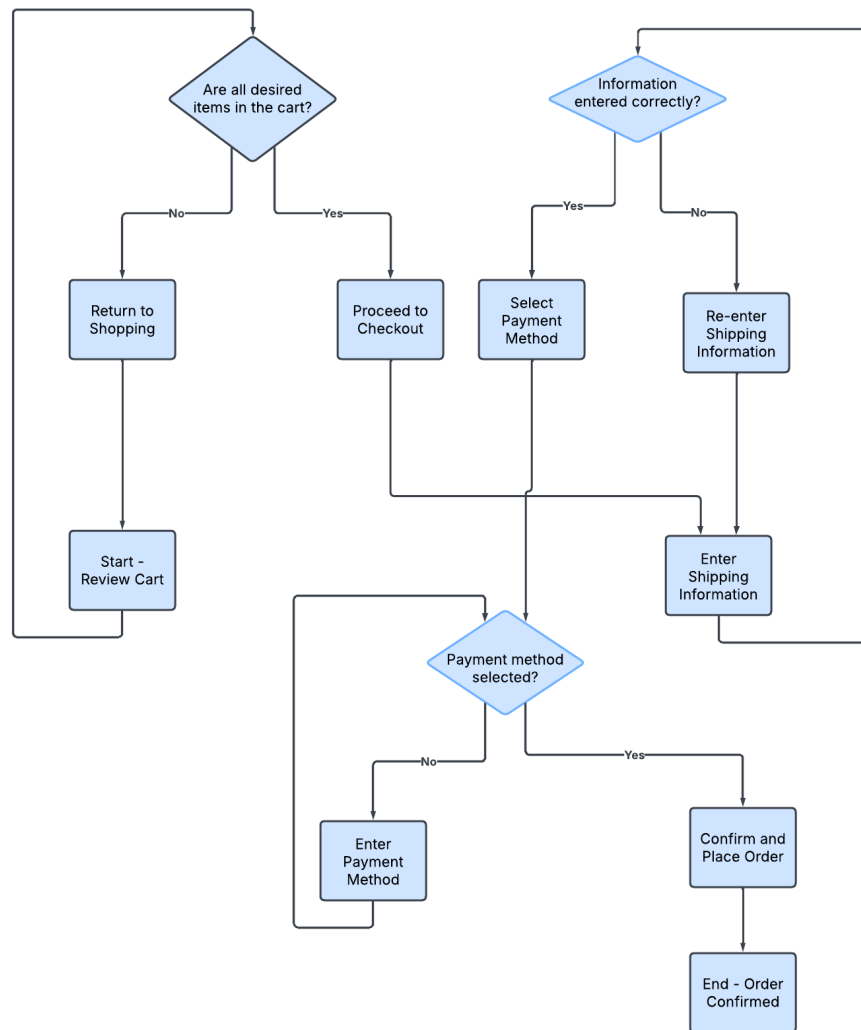 Are all desired
items in the cart?
Information
entered correctly?
No
Yes
Yes
No
Return to
Shopping
Proceed to
Checkout
Select
Payment
Method
Re-enter
Shipping
Information
Start -
Review Cart
Enter
Shipping
Information
Payment method
selected?
No
Yes
Enter
Payment
Method
Confirm and
Place Order
End - Order
Confirmed